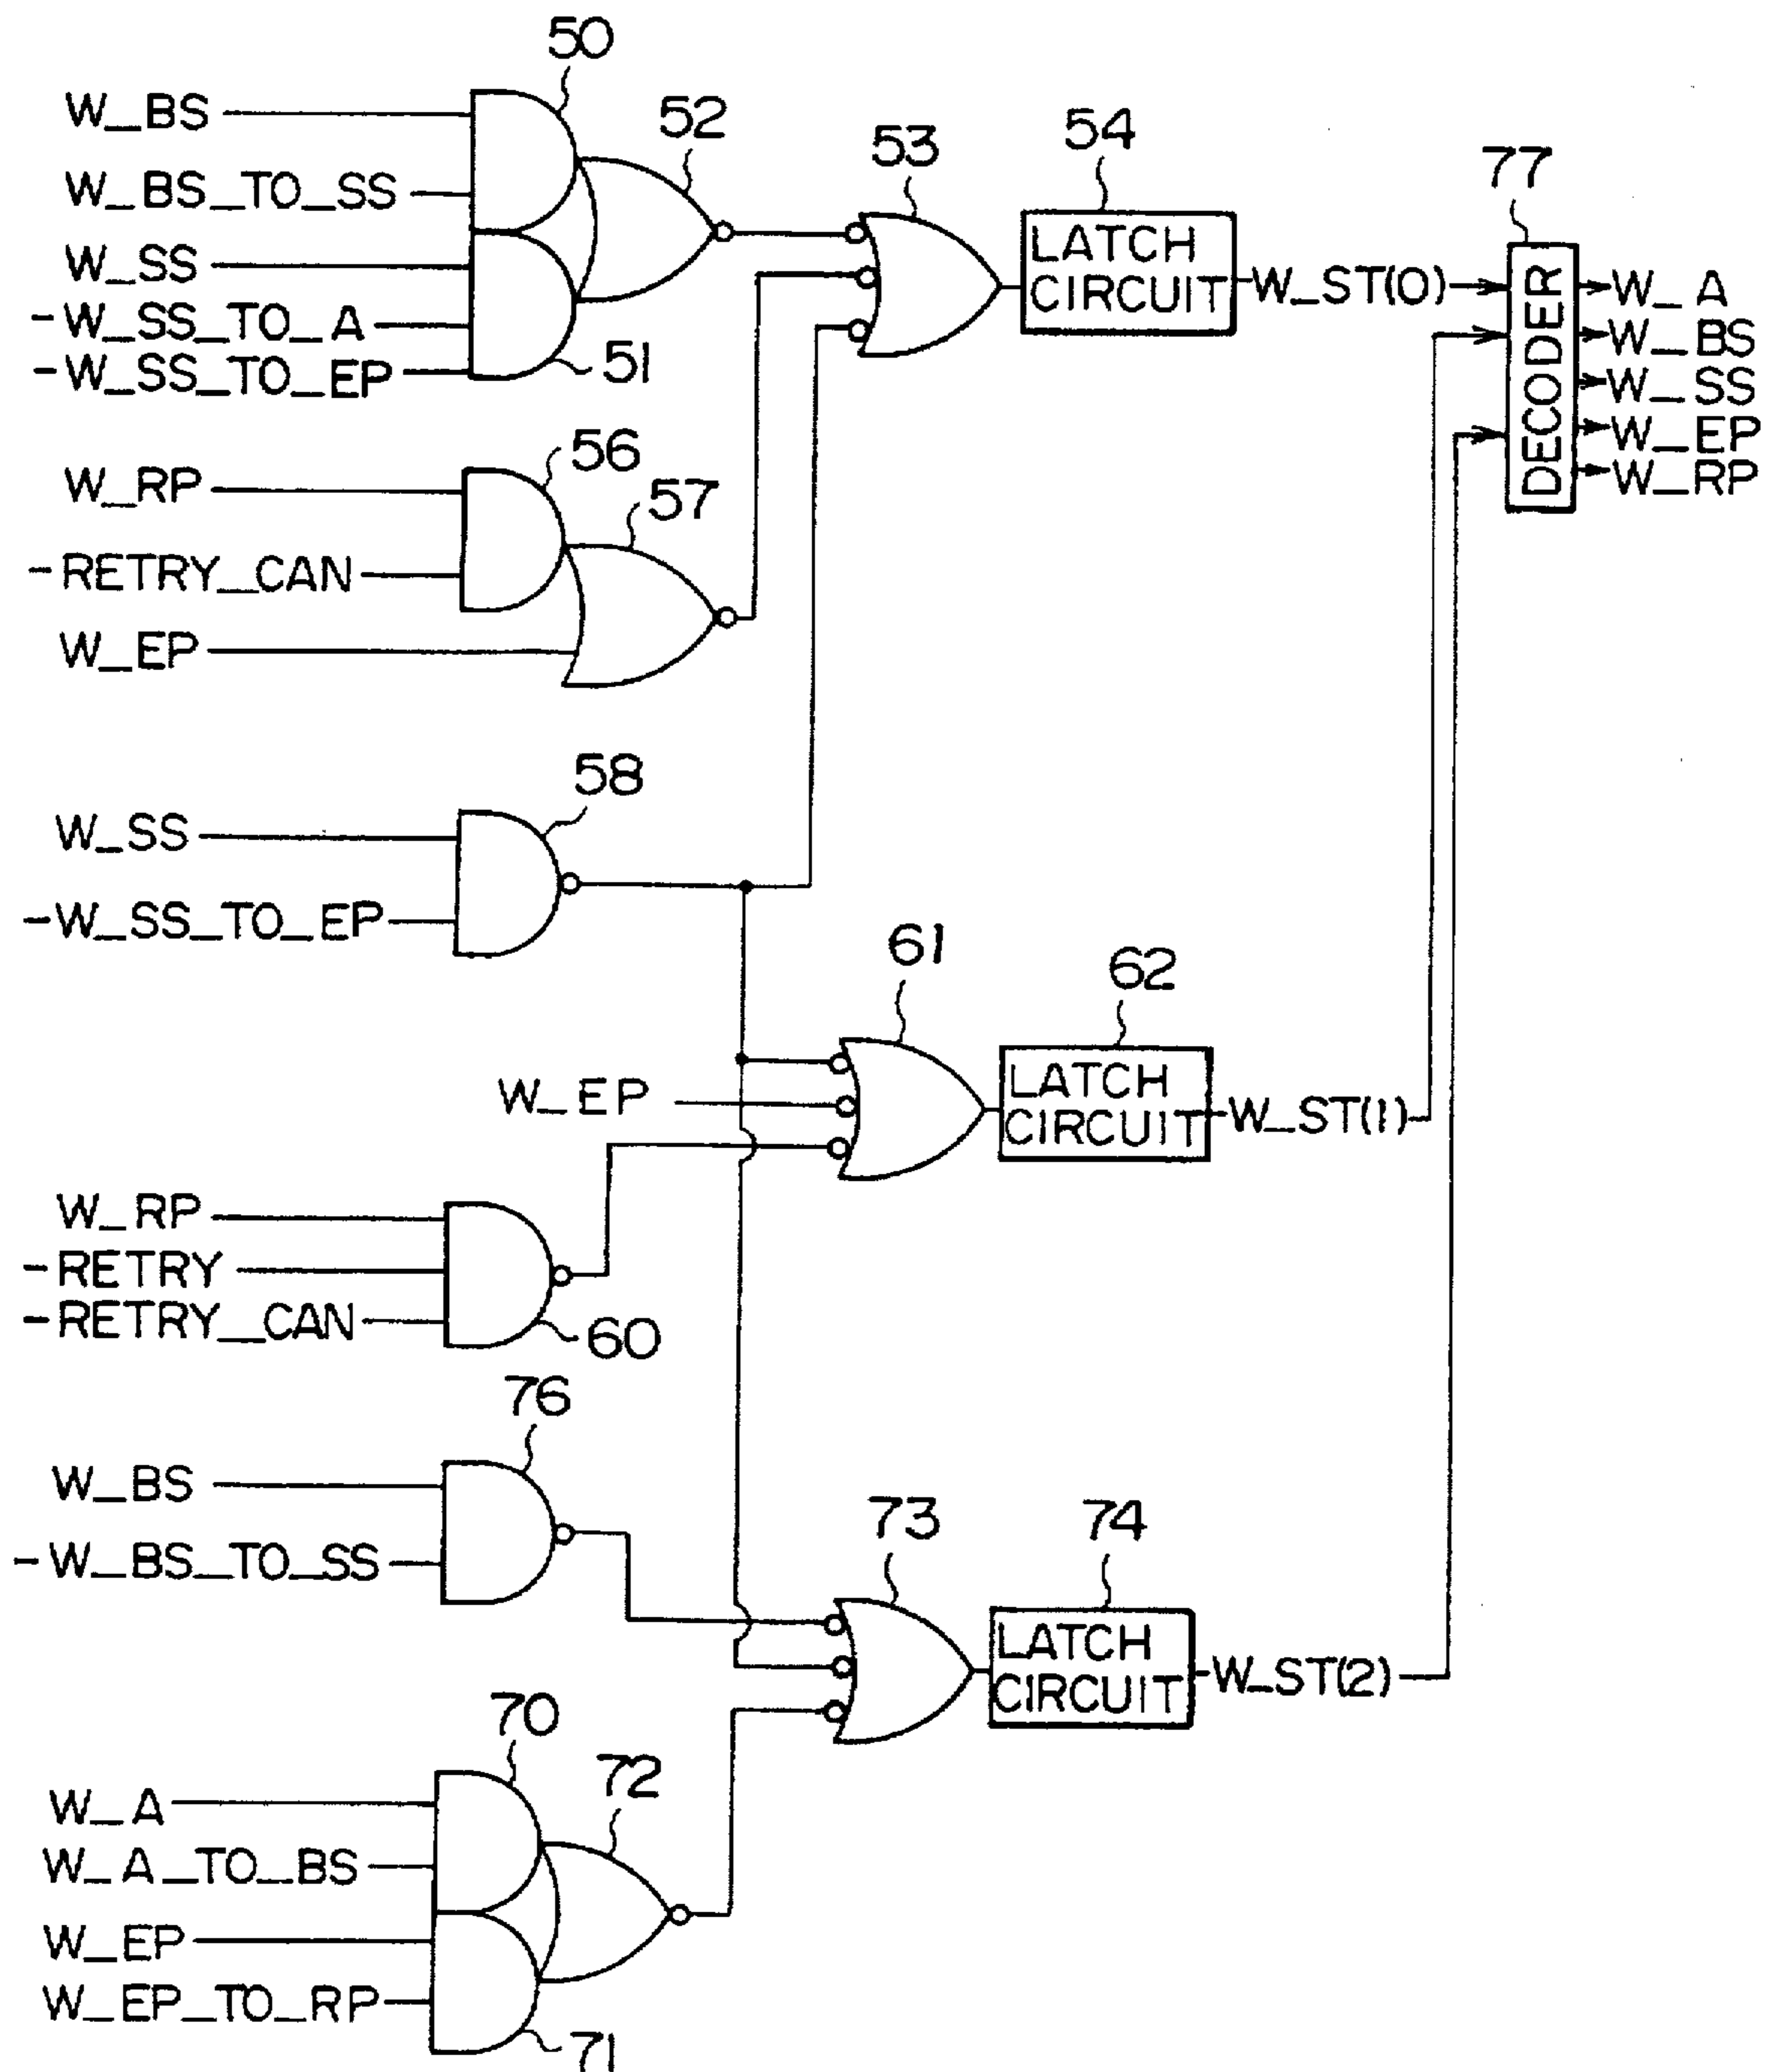 50
W_BS
52
54
53
77
W_BS_TO_SS
LATCH
CIRCUIT
W_SS
W_ST(0)
DECODER
W_A
-W_SS_TO_A
W_BS
-W_SS_TO_EP
51
W_SS
W_EP
W_RP
56
W_RP
57
-RETRY_CAN
W_EP
58
W_SS
-W_SS_TO_EP
61
62
LATCH
CIRCUIT
W_EP
W_ST(1)
W_RP
-RETRY
-RETRY_CAN
60
76
W_BS
73
74
-W_BS_TO_SS
LATCH
CIRCUIT
W_ST(2)
70
72
W_A
W_A_TO_BS
W_EP
W_EP_TO_RP
71